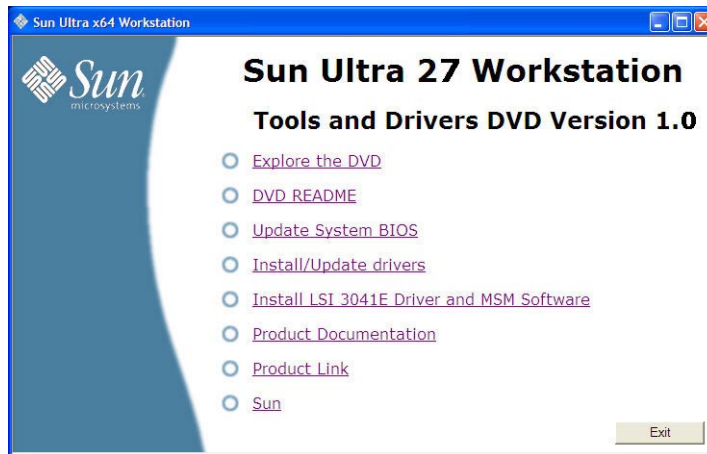 Sun Ultra x64 Workstation
Sun
microsystems
Sun Ultra 27 Workstation
Tools and Drivers DVD Version 1.0
Explore the DVD
DVD README
Update System BIOS
Install/Update drivers
Install LSI 3041E Driver and MSM Software
Product Documentation
Product Link
Sun
Exit